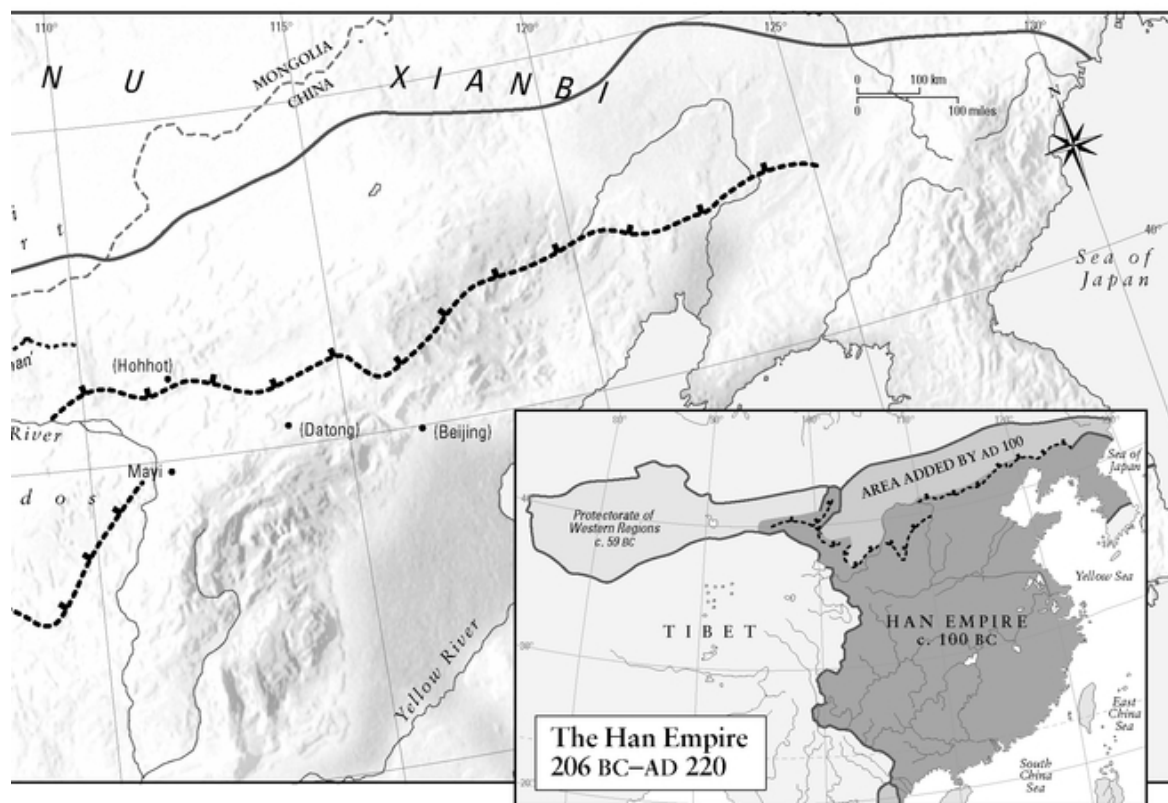 110°
115°
120°
125°
130°
N U
XIANBI
MONGOLIA
CHINA
0 100 km
0 100 miles
N
40°
Sea of
Japan
r t
(Hohhot)
River
(Datong)
(Beijing)
Mayi
d o s
Yellow River
AREA ADDED BY AD 100
Sea of
Japan
Protectorate of
Western Regions
c. 59 BC
Yellow Sea
HAN EMPIRE
c. 100 BC
TIBET
East
China
Sea
South
China Sea
The Han Empire
206 BC–AD 220